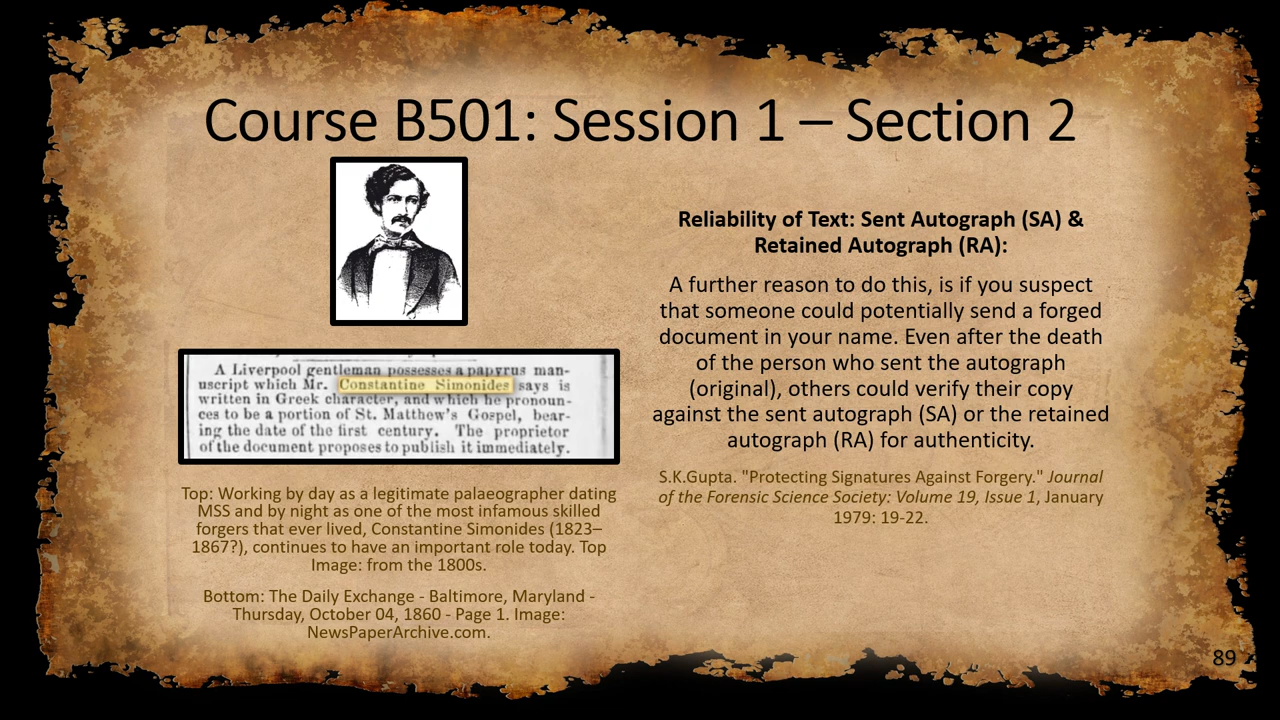 Course B501: Session 1 – Section 2
A Liverpool gentleman possesses a papyrus man-
uscript which Mr. Constantine Simonides says is
written in Greek character, and which he pronoun-
ces to be a portion of St. Matthew's Gospel, bear-
ing the date of the first century. The proprietor
of the document proposes to publish it immediately.
Top: Working by day as a legitimate palaeographer dating
MSS and by night as one of the most infamous skilled
forgers that ever lived, Constantine Simonides (1823–
1867?), continues to have an important role today. Top
Image: from the 1800s.
Bottom: The Daily Exchange - Baltimore, Maryland -
Thursday, October 04, 1860 - Page 1. Image:
NewsPaperArchive.com.
Reliability of Text: Sent Autograph (SA) &
Retained Autograph (RA):
A further reason to do this, is if you suspect
that someone could potentially send a forged
document in your name. Even after the death
of the person who sent the autograph
(original), others could verify their copy
against the sent autograph (SA) or the retained
autograph (RA) for authenticity.
S.K.Gupta. "Protecting Signatures Against Forgery." Journal
of the Forensic Science Society: Volume 19, Issue 1, January
1979: 19-22.
89